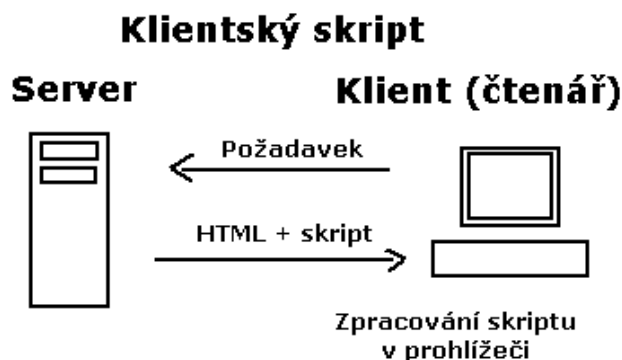 Klientský skript
Server
Klient (čtenář)
Požadavek
HTML + skript
Zpracování skriptu
v prohlížeči